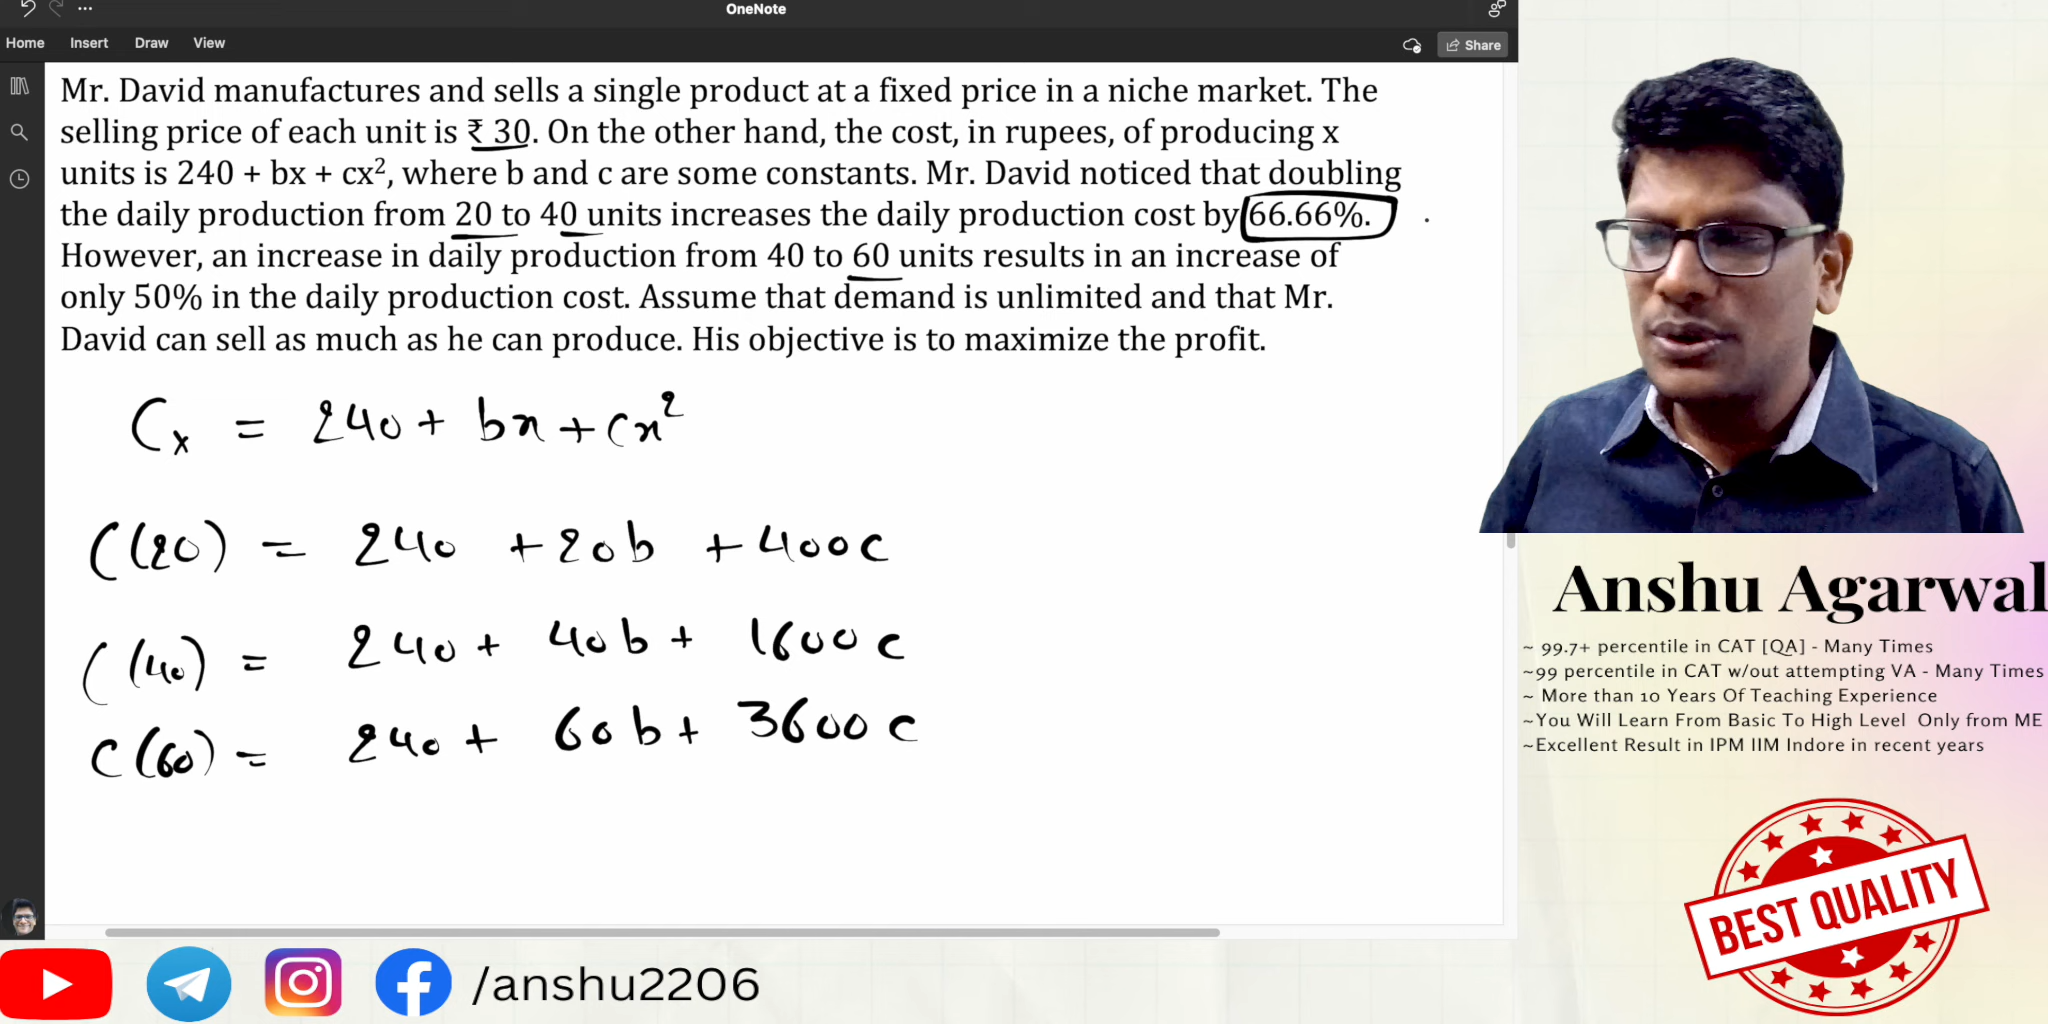 OneNote
Home Insert Draw View
Share
Mr. David manufactures and sells a single product at a fixed price in a niche market. The
selling price of each unit is ₹ 30. On the other hand, the cost, in rupees, of producing x
units is 240 + bx + cx², where b and c are some constants. Mr. David noticed that doubling
the daily production from 20 to 40 units increases the daily production cost by 66.66%.
However, an increase in daily production from 40 to 60 units results in an increase of
only 50% in the daily production cost. Assume that demand is unlimited and that Mr.
David can sell as much as he can produce. His objective is to maximize the profit.
Cx = 240 + bx + cx²
C(20) = 240 + 20b + 400c
C(40) = 240 + 40b + 1600c
C(60) = 240 + 60b + 3600c
Anshu Agarwal
~ 99.7+ percentile in CAT [QA] - Many Times
~99 percentile in CAT w/out attempting VA - Many Times
~ More than 10 Years Of Teaching Experience
~You Will Learn From Basic To High Level Only from ME
~Excellent Result in IPM IIM Indore in recent years
BEST QUALITY
/anshu2206